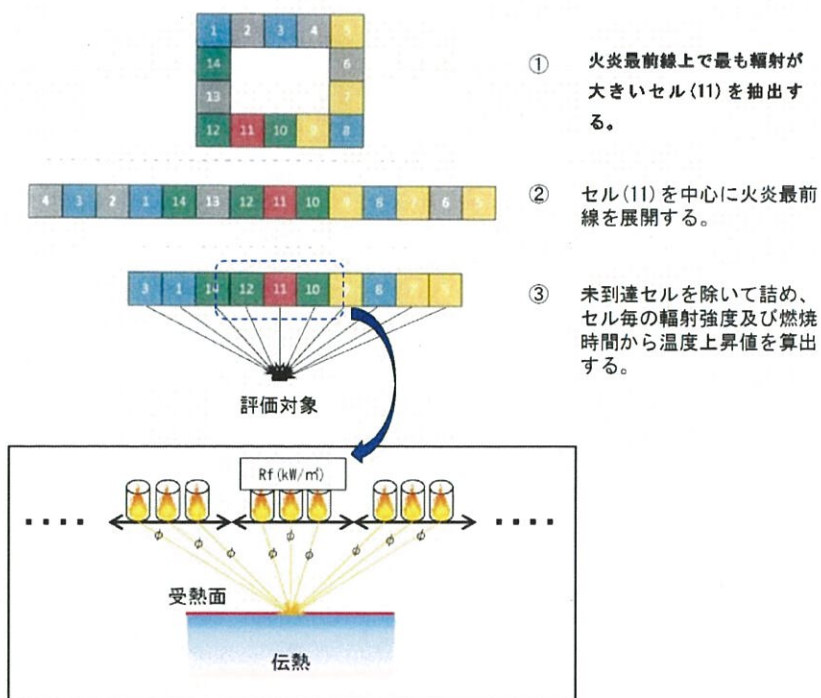 1 2 3 4 5
14 6
13 7
12 11 10 9 8
① 火炎最前線上で最も輻射が
大きいセル(11)を抽出す
る。
4 3 2 1 14 13 12 11 10 9 8 7 6 5
② セル(11)を中心に火炎最前
線を展開する。
3 1 14 12 11 10 9 8 7 5
③ 未到達セルを除いて詰め、
セル毎の輻射強度及び燃焼
時間から温度上昇値を算出
する。
評価対象
Rf(kW/㎡)
φ φ φ φ φ φ φ φ φ
受熱面
伝熱